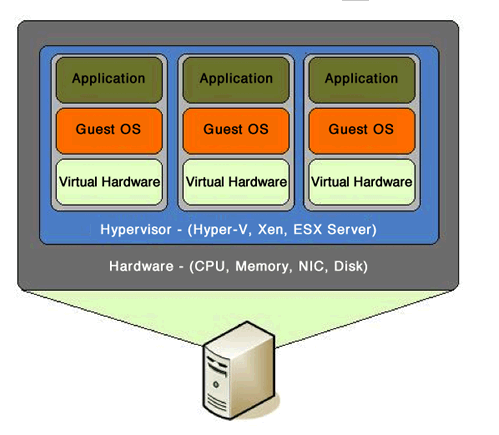 Application Application Application
Guest OS Guest OS Guest OS
Virtual Hardware Virtual Hardware Virtual Hardware
Hypervisor - (Hyper-V, Xen, ESX Server)
Hardware - (CPU, Memory, NIC, Disk)